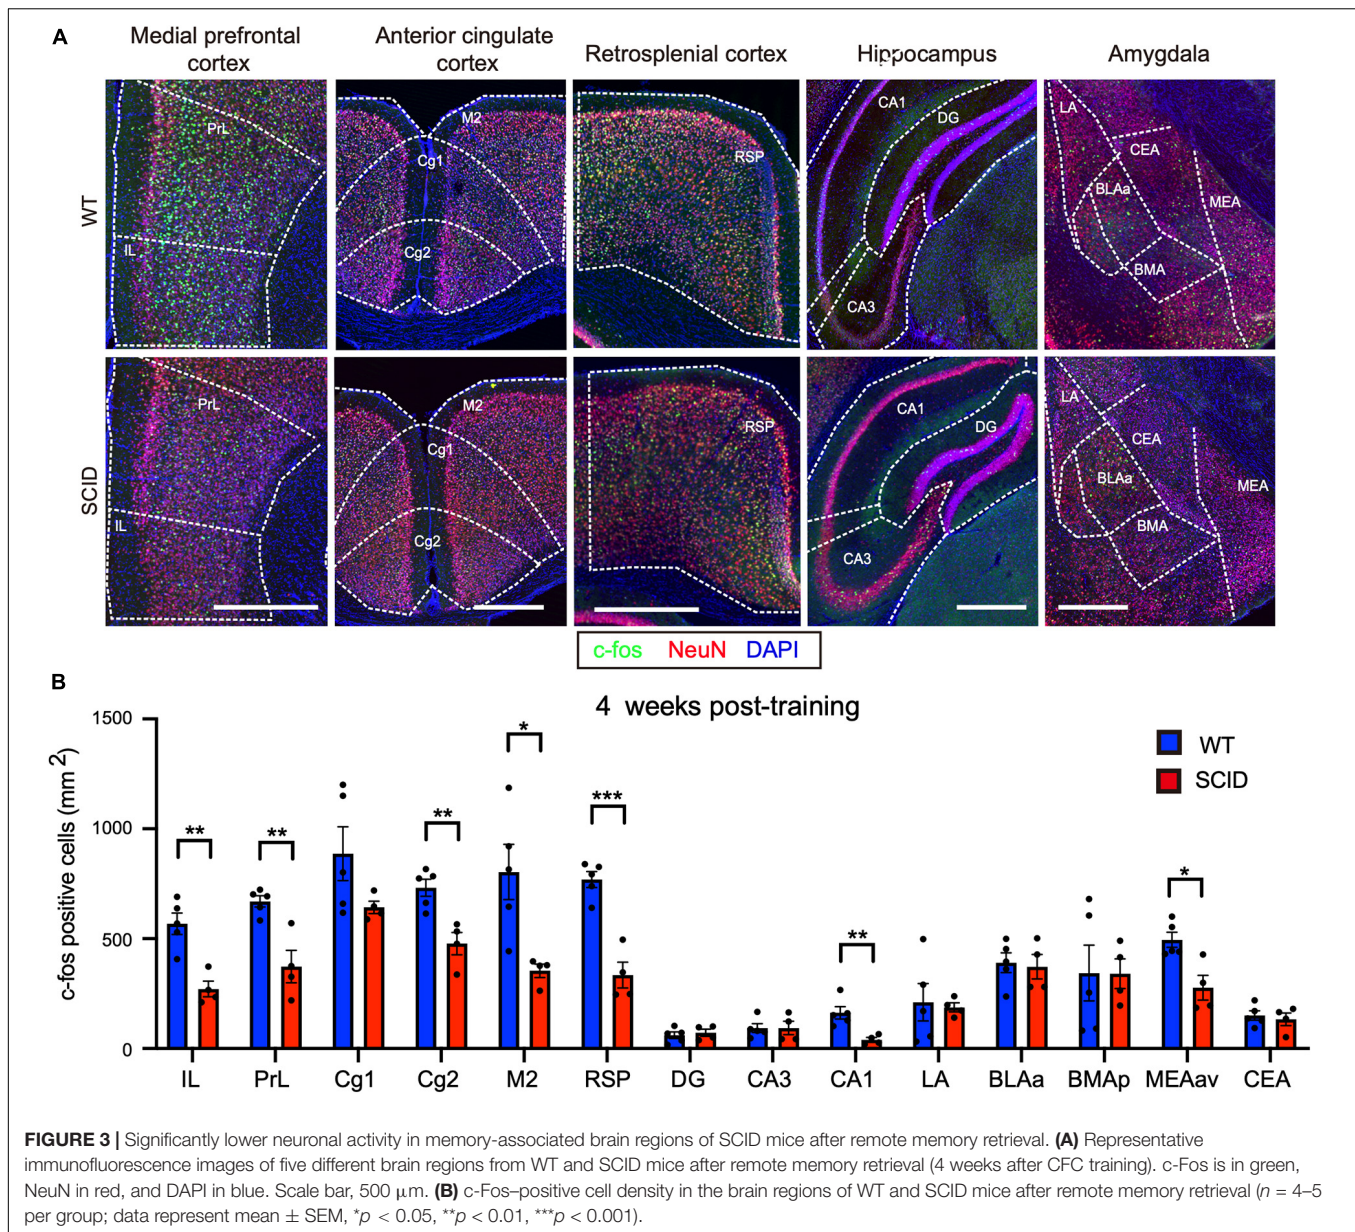 A
Medial prefrontal
cortex
Anterior cingulate
cortex
Retrosplenial cortex
Hippocampus
Amygdala
WT
PrL
IL
M2
Cg1
Cg2
RSP
CA1
DG
CA3
LA
CEA
BLAa
MEA
BMA
SCID
PrL
IL
M2
Cg1
Cg2
RSP
CA1
DG
CA3
LA
CEA
BLAa
MEA
BMA
c-fos NeuN DAPI
B
4 weeks post-training
c-fos positive cells (mm 2)
1500
1000
500
0
** ** ** * *** ** *
WT
SCID
IL PrL Cg1 Cg2 M2 RSP DG CA3 CA1 LA BLAa BMAp MEAav CEA
FIGURE 3 | Significantly lower neuronal activity in memory-associated brain regions of SCID mice after remote memory retrieval. (A) Representative
immunofluorescence images of five different brain regions from WT and SCID mice after remote memory retrieval (4 weeks after CFC training). c-Fos is in green,
NeuN in red, and DAPI in blue. Scale bar, 500 μm. (B) c-Fos–positive cell density in the brain regions of WT and SCID mice after remote memory retrieval (n = 4–5
per group; data represent mean ± SEM, *p < 0.05, **p < 0.01, ***p < 0.001).